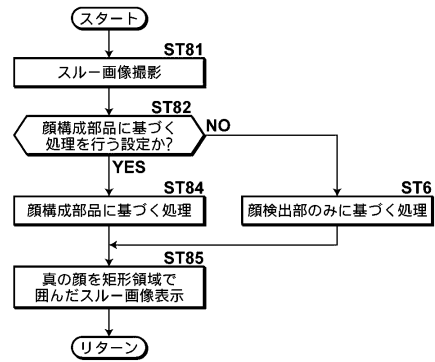 スタート
ST81
スルー画像撮影
ST82
顔構成部品に基づく
処理を行う設定か?
NO
YES
ST84
顔構成部品に基づく処理
ST6
顔検出部のみに基づく処理
ST85
真の顔を矩形領域で
囲んだスルー画像表示
リターン